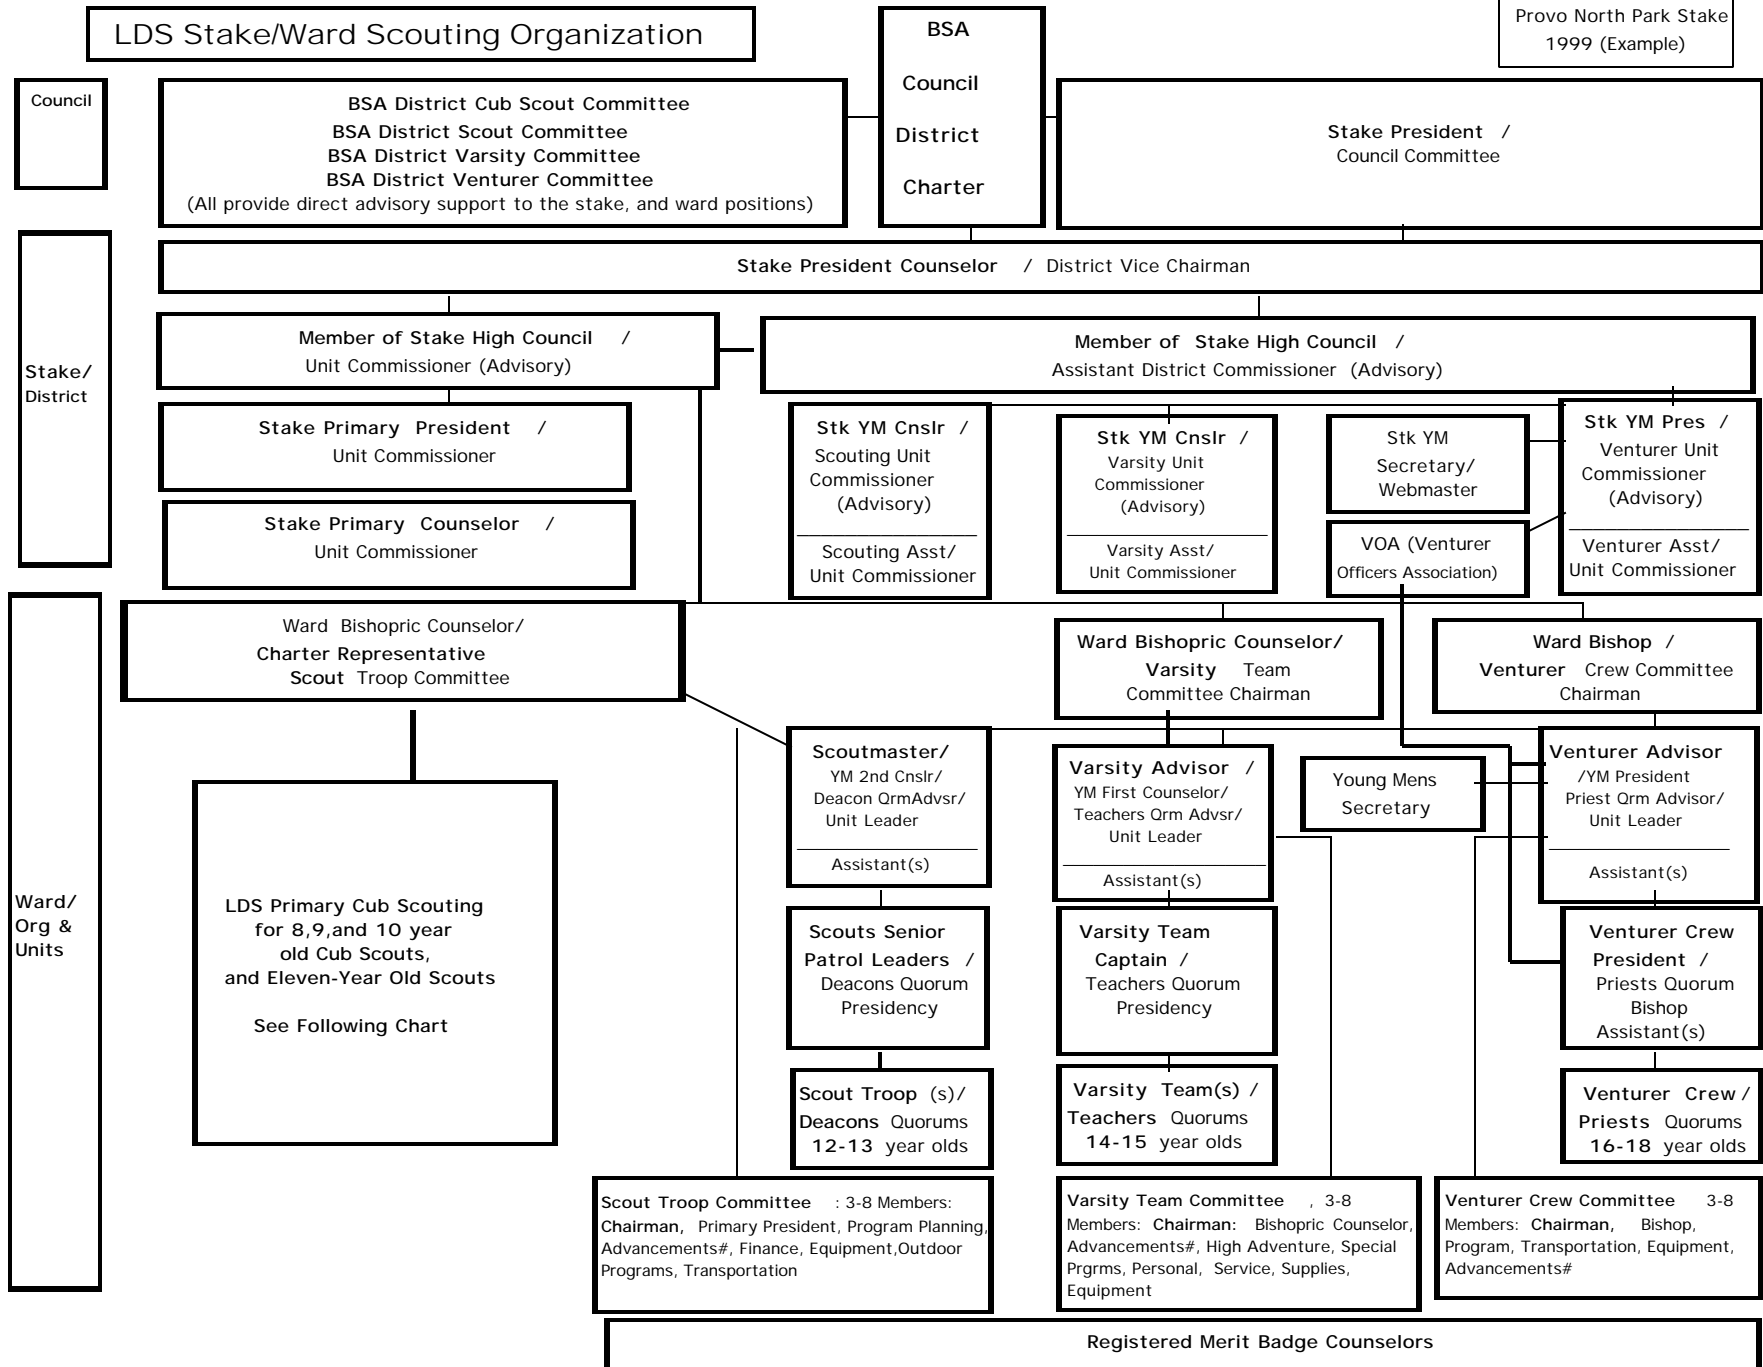 LDS Stake/Ward Scouting Organization
BSA
Council
District
Charter
Provo North Park Stake
1999 (Example)
Council
BSA District Cub Scout Committee
BSA District Scout Committee
BSA District Varsity Committee
BSA District Venturer Committee
(All provide direct advisory support to the stake, and ward positions)
Stake President /
Council Committee
Stake President Counselor / District Vice Chairman
Stake/
District
Member of Stake High Council /
Unit Commissioner (Advisory)
Member of Stake High Council /
Assistant District Commissioner (Advisory)
Stake Primary President /
Unit Commissioner
Stake Primary Counselor /
Unit Commissioner
Stk YM Cnslr /
Scouting Unit
Commissioner
(Advisory)
Scouting Asst/
Unit Commissioner
Stk YM Cnslr /
Varsity Unit
Commissioner
(Advisory)
Varsity Asst/
Unit Commissioner
Stk YM
Secretary/
Webmaster
VOA (Venturer
Officers Association)
Stk YM Pres /
Venturer Unit
Commissioner
(Advisory)
Venturer Asst/
Unit Commissioner
Ward/
Org &
Units
Ward Bishopric Counselor/
Charter Representative
Scout Troop Committee
Ward Bishopric Counselor/
Varsity Team
Committee Chairman
Ward Bishop /
Venturer Crew Committee
Chairman
LDS Primary Cub Scouting
for 8,9,and 10 year
old Cub Scouts,
and Eleven-Year Old Scouts
See Following Chart
Scoutmaster/
YM 2nd Cnslr/
Deacon QrmAdvsr/
Unit Leader
Assistant(s)
Varsity Advisor /
YM First Counselor/
Teachers Qrm Advsr/
Unit Leader
Assistant(s)
Young Mens
Secretary
Venturer Advisor
/YM President
Priest Qrm Advisor/
Unit Leader
Assistant(s)
Scouts Senior
Patrol Leaders /
Deacons Quorum
Presidency
Varsity Team
Captain /
Teachers Quorum
Presidency
Venturer Crew
President /
Priests Quorum
Bishop
Assistant(s)
Scout Troop (s)/
Deacons Quorums
12-13 year olds
Varsity Team(s) /
Teachers Quorums
14-15 year olds
Venturer Crew /
Priests Quorums
16-18 year olds
Scout Troop Committee : 3-8 Members:
Chairman, Primary President, Program Planning,
Advancements#, Finance, Equipment,Outdoor
Programs, Transportation
Varsity Team Committee , 3-8
Members: Chairman: Bishopric Counselor,
Advancements#, High Adventure, Special
Prgrms, Personal, Service, Supplies,
Equipment
Venturer Crew Committee 3-8
Members: Chairman, Bishop,
Program, Transportation, Equipment,
Advancements#
Registered Merit Badge Counselors